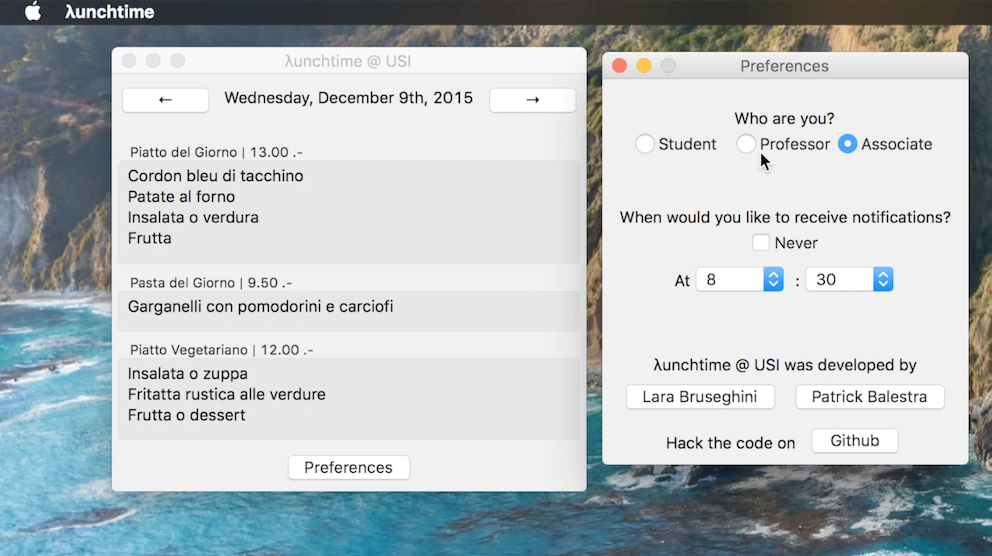 λunchtime
λunchtime @ USI
← Wednesday, December 9th, 2015 →
Piatto del Giorno | 13.00 .-
Cordon bleu di tacchino
Patate al forno
Insalata o verdura
Frutta
Pasta del Giorno | 9.50 .-
Garganelli con pomodorini e carciofi
Piatto Vegetariano | 12.00 .-
Insalata o zuppa
Fritatta rustica alle verdure
Frutta o dessert
Preferences
Preferences
Who are you?
Student Professor Associate
When would you like to receive notifications?
Never
At 8 : 30
λunchtime @ USI was developed by
Lara Bruseghini Patrick Balestra
Hack the code on Github